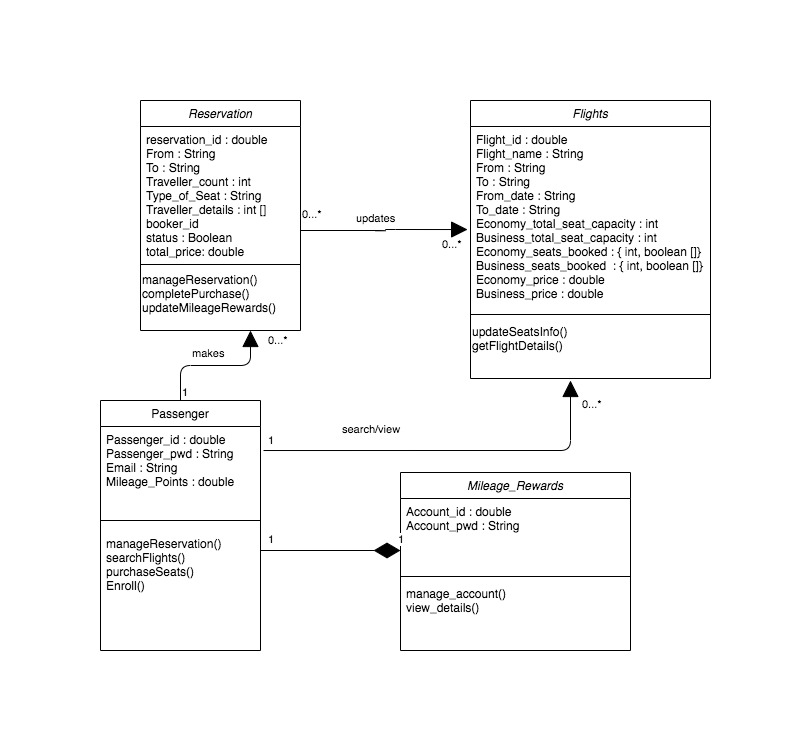 Reservation
reservation_id : double
From : String
To : String
Traveller_count : int
Type_of_Seat : String
Traveller_details : int []
booker_id
status : Boolean
total_price: double
manageReservation()
completePurchase()
updateMileageRewards()
0...*
updates
0...*
Flights
Flight_id : double
Flight_name : String
From : String
To : String
From_date : String
To_date : String
Economy_total_seat_capacity : int
Business_total_seat_capacity : int
Economy_seats_booked : { int, boolean []}
Business_seats_booked : { int, boolean []}
Economy_price : double
Business_price : double
updateSeatsInfo()
getFlightDetails()
0...*
makes
1
0...*
Passenger
Passenger_id : double
Passenger_pwd : String
Email : String
Mileage_Points : double
manageReservation()
searchFlights()
purchaseSeats()
Enroll()
1
search/view
1
1
Mileage_Rewards
Account_id : double
Account_pwd : String
manage_account()
view_details()